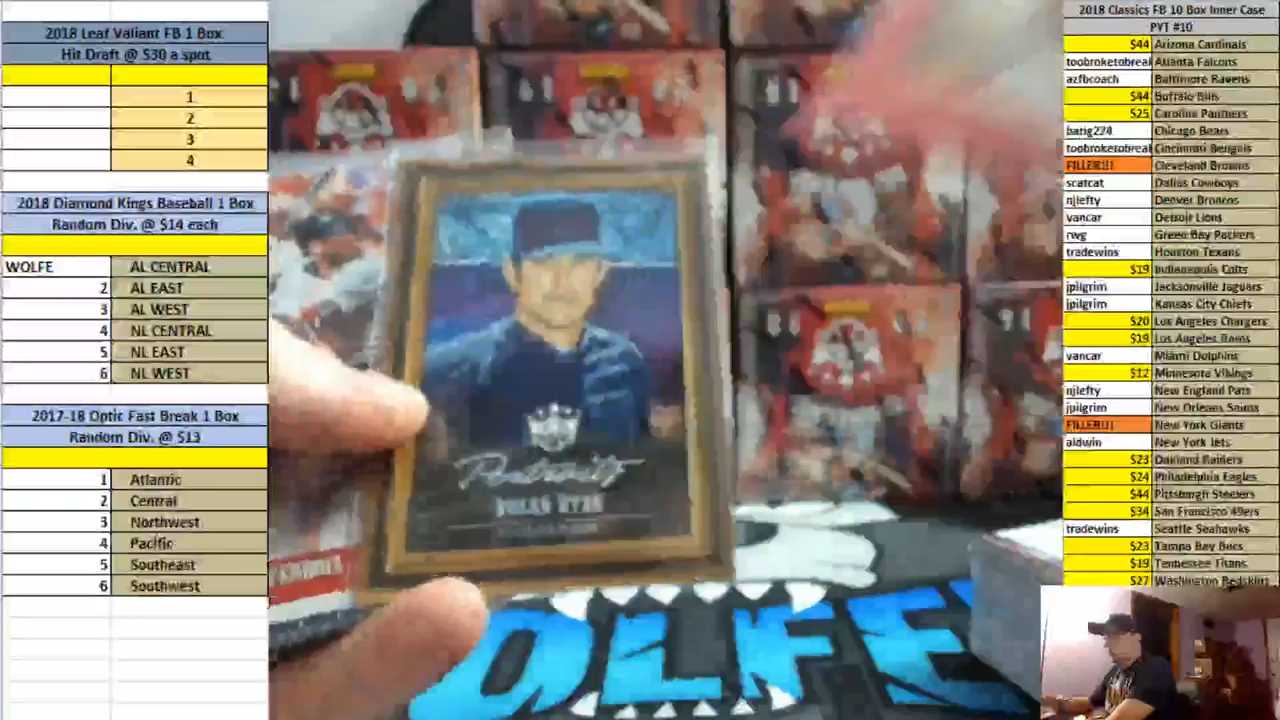 2018 Leaf Valiant FB 1 Box
Hit Draft @ $30 a spot
1
2
3
4
2018 Diamond Kings Baseball 1 Box
Random Div. @ $14 each
WOLFE AL CENTRAL
2 AL EAST
3 AL WEST
4 NL CENTRAL
5 NL EAST
6 NL WEST
2017-18 Optic Fast Break 1 Box
Random Div. @ $13
1 Atlantic
2 Central
3 Northwest
4 Pacific
5 Southeast
6 Southwest
Portraits
NOLAN RYAN
OLFE
2018 Classics FB 10 Box Inner Case
PYT #10
$44 Arizona Cardinals
toobroketobreak Atlanta Falcons
azfbcoach Baltimore Ravens
$44 Buffalo Bills
$25 Carolina Panthers
barig224 Chicago Bears
toobroketobreak Cincinnati Bengals
FILLER!!! Cleveland Browns
scatcat Dallas Cowboys
njlefty Denver Broncos
vancar Detroit Lions
rwg Green Bay Packers
tradewins Houston Texans
$19 Indianapolis Colts
jpilgrim Jacksonville Jaguars
jpilgrim Kansas City Chiefs
$20 Los Angeles Chargers
$19 Los Angeles Rams
vancar Miami Dolphins
$12 Minnesota Vikings
njlefty New England Pats
jpilgrim New Orleans Saints
FILLER!!! New York Giants
aldwin New York Jets
$23 Oakland Raiders
$24 Philadelphia Eagles
$44 Pittsburgh Steelers
$34 San Francisco 49ers
tradewins Seattle Seahawks
$23 Tampa Bay Bucs
$19 Tennessee Titans
$27 Washington Redskins